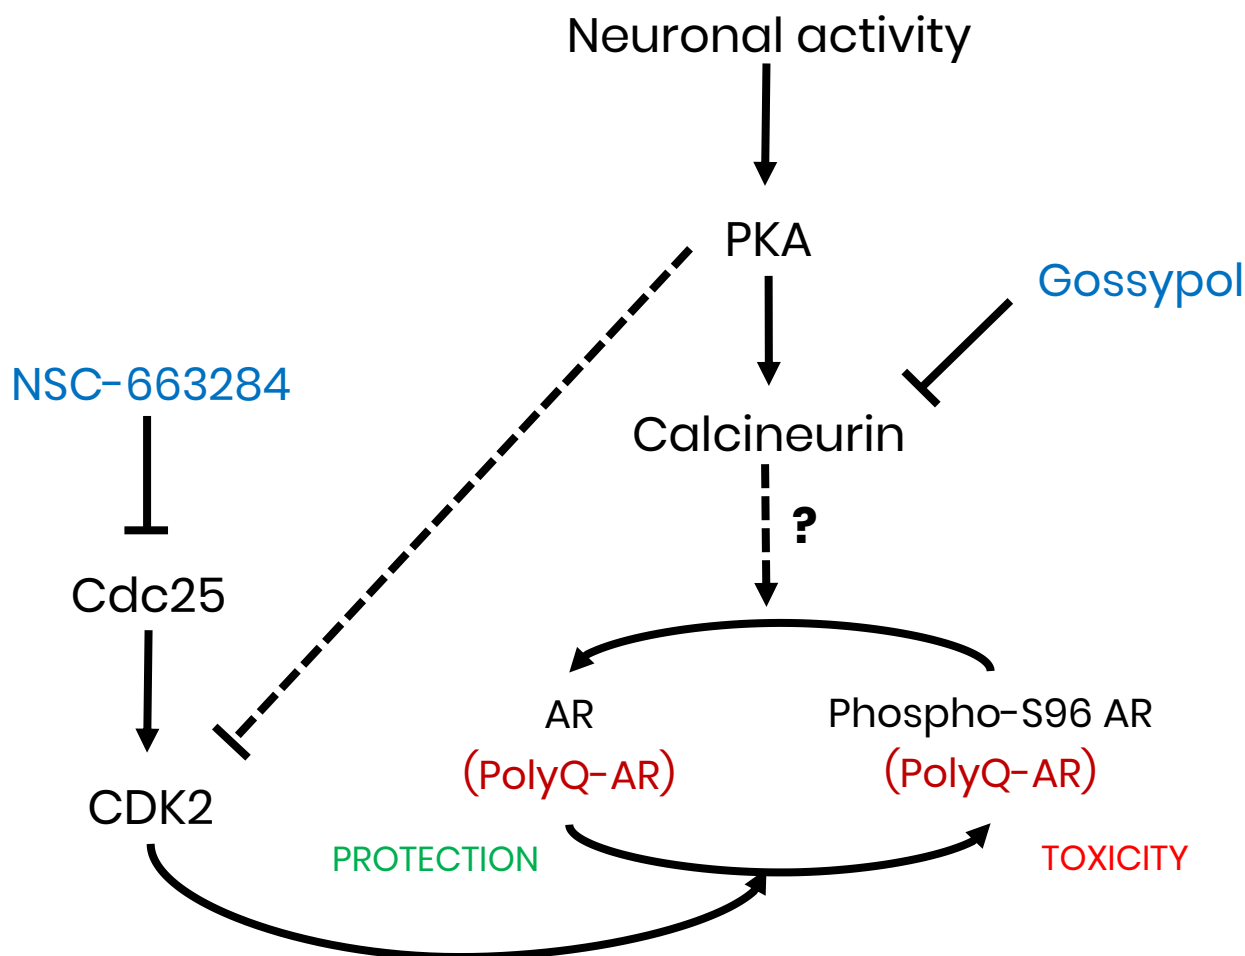 Neuronal activity
PKA
Gossypol
NSC-663284
Calcineurin
?
Cdc25
AR
Phospho-S96 AR
(PolyQ-AR)
(PolyQ-AR)
CDK2
PROTECTION
TOXICITY